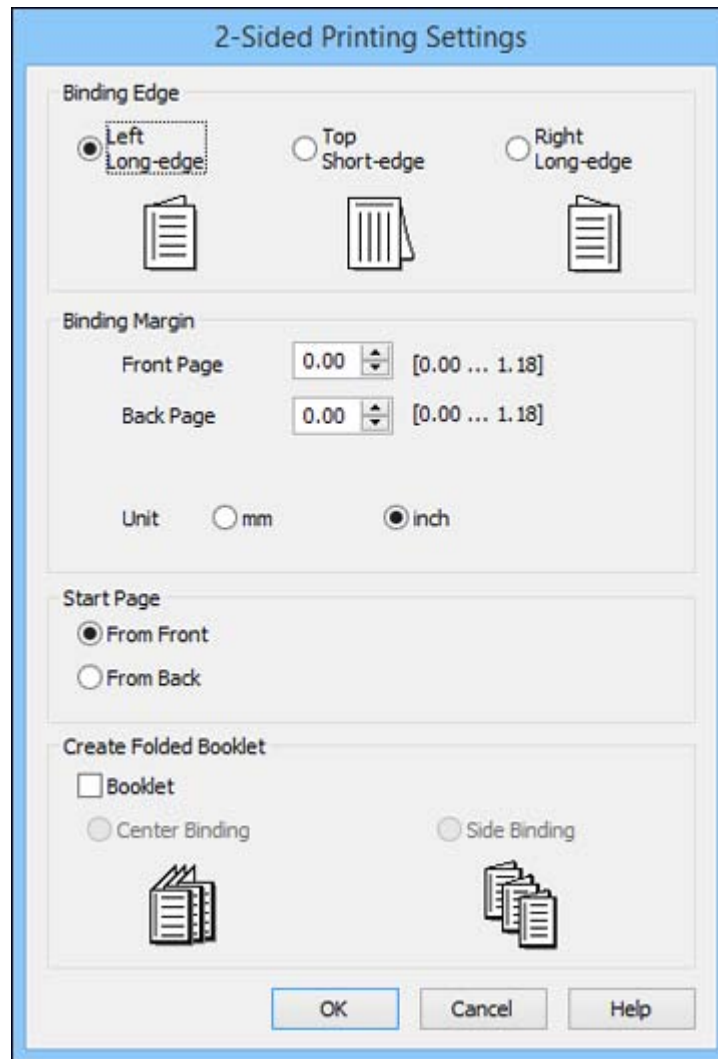 2-Sided Printing Settings
Binding Edge
Left
Long-edge
Top
Short-edge
Right
Long-edge
Binding Margin
Front Page 0.00 [0.00 ... 1.18]
Back Page 0.00 [0.00 ... 1.18]
Unit mm inch
Start Page
From Front
From Back
Create Folded Booklet
Booklet
Center Binding Side Binding
OK Cancel Help